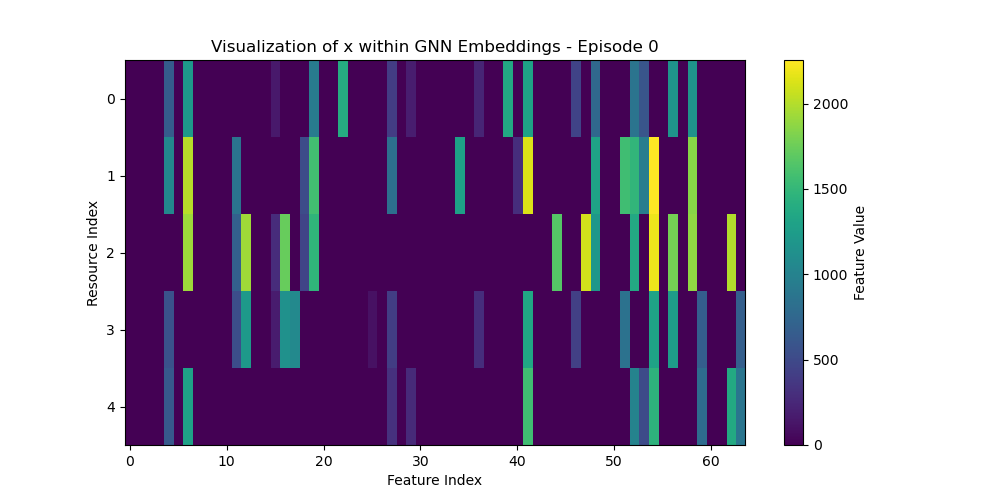 Visualization of x within GNN Embeddings - Episode 0
0
1
2
3
4
Resource Index
0 10 20 30 40 50 60
Feature Index
2000
1500
1000
500
0
Feature Value